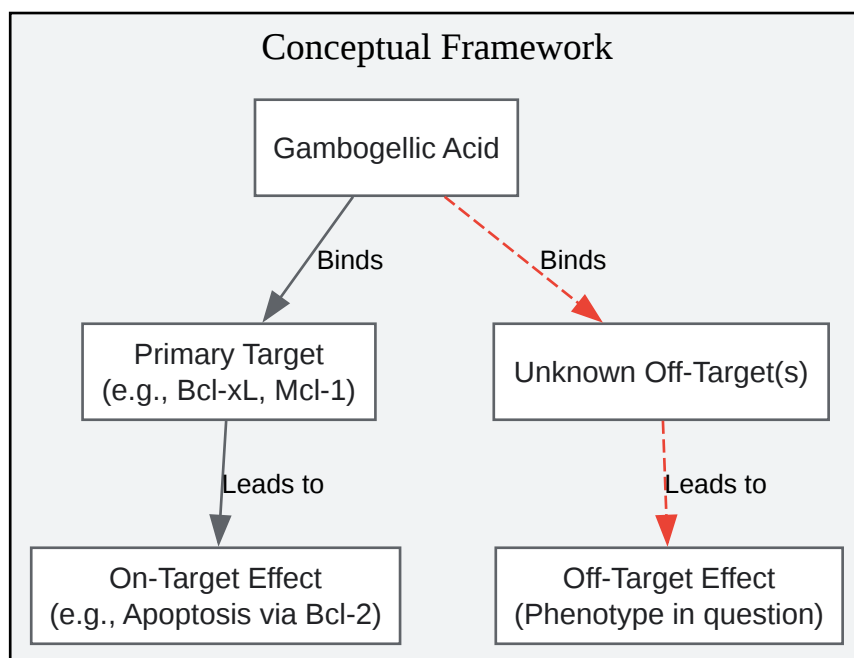 Conceptual Framework
Gambogellic Acid
Binds
Binds
Primary Target
(e.g., Bcl-xL, Mcl-1)
Unknown Off-Target(s)
Leads to
Leads to
On-Target Effect
(e.g., Apoptosis via Bcl-2)
Off-Target Effect
(Phenotype in question)